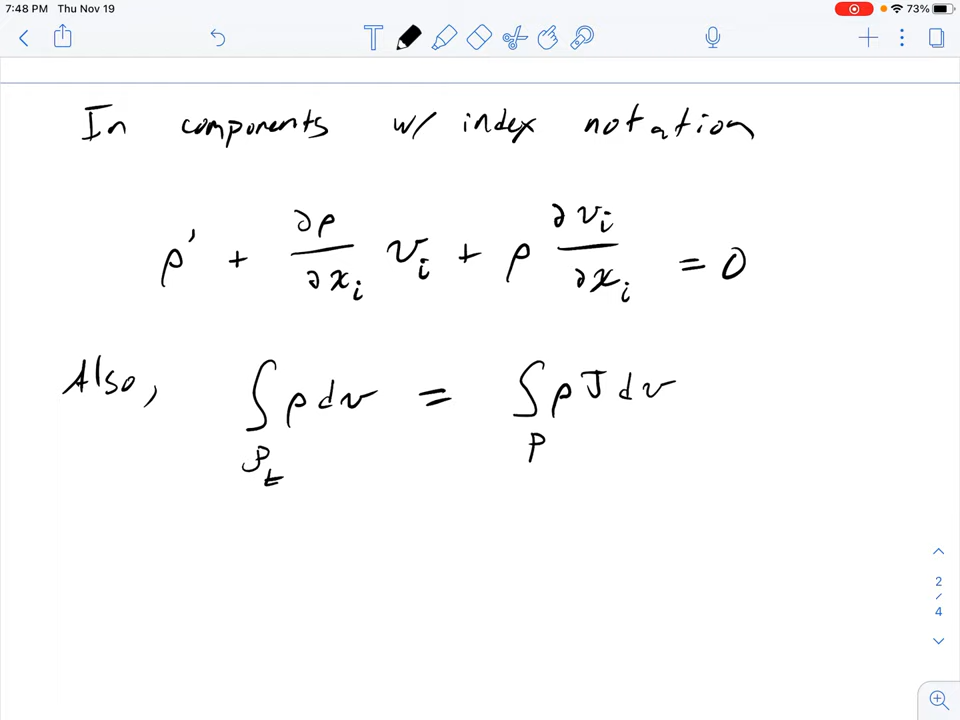 7:48 PM Thu Nov 19 73%
T
In components w/ index notation
ρ' + ∂ρ/∂x_i v_i + ρ ∂v_i/∂x_i = 0
Also, ∫_{P_t} ρ dv = ∫_P ρ J dv
2
/
4